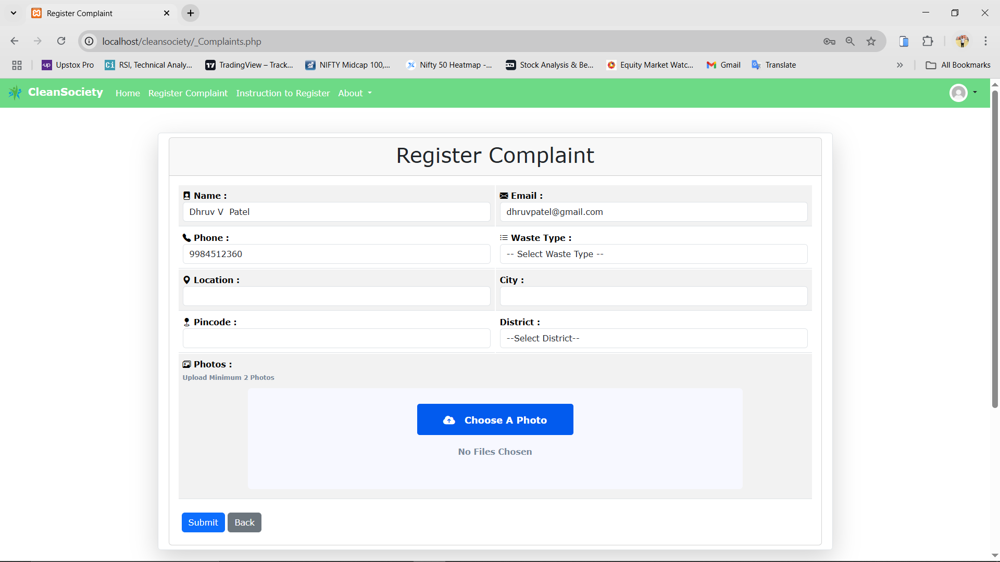 Register Complaint
localhost/cleansociety/_Complaints.php
Upstox Pro RSI, Technical Analy... TradingView – Track... NIFTY Midcap 100,... Nifty 50 Heatmap -... Stock Analysis & Be... Equity Market Watc... Gmail Translate All Bookmarks
CleanSociety Home Register Complaint Instruction to Register About
Register Complaint
Name : Email :
Dhruv V  Patel dhruvpatel@gmail.com
Phone : Waste Type :
9984512360 -- Select Waste Type --
Location : City :
Pincode : District :
--Select District--
Photos :
Upload Minimum 2 Photos
Choose A Photo
No Files Chosen
Submit Back